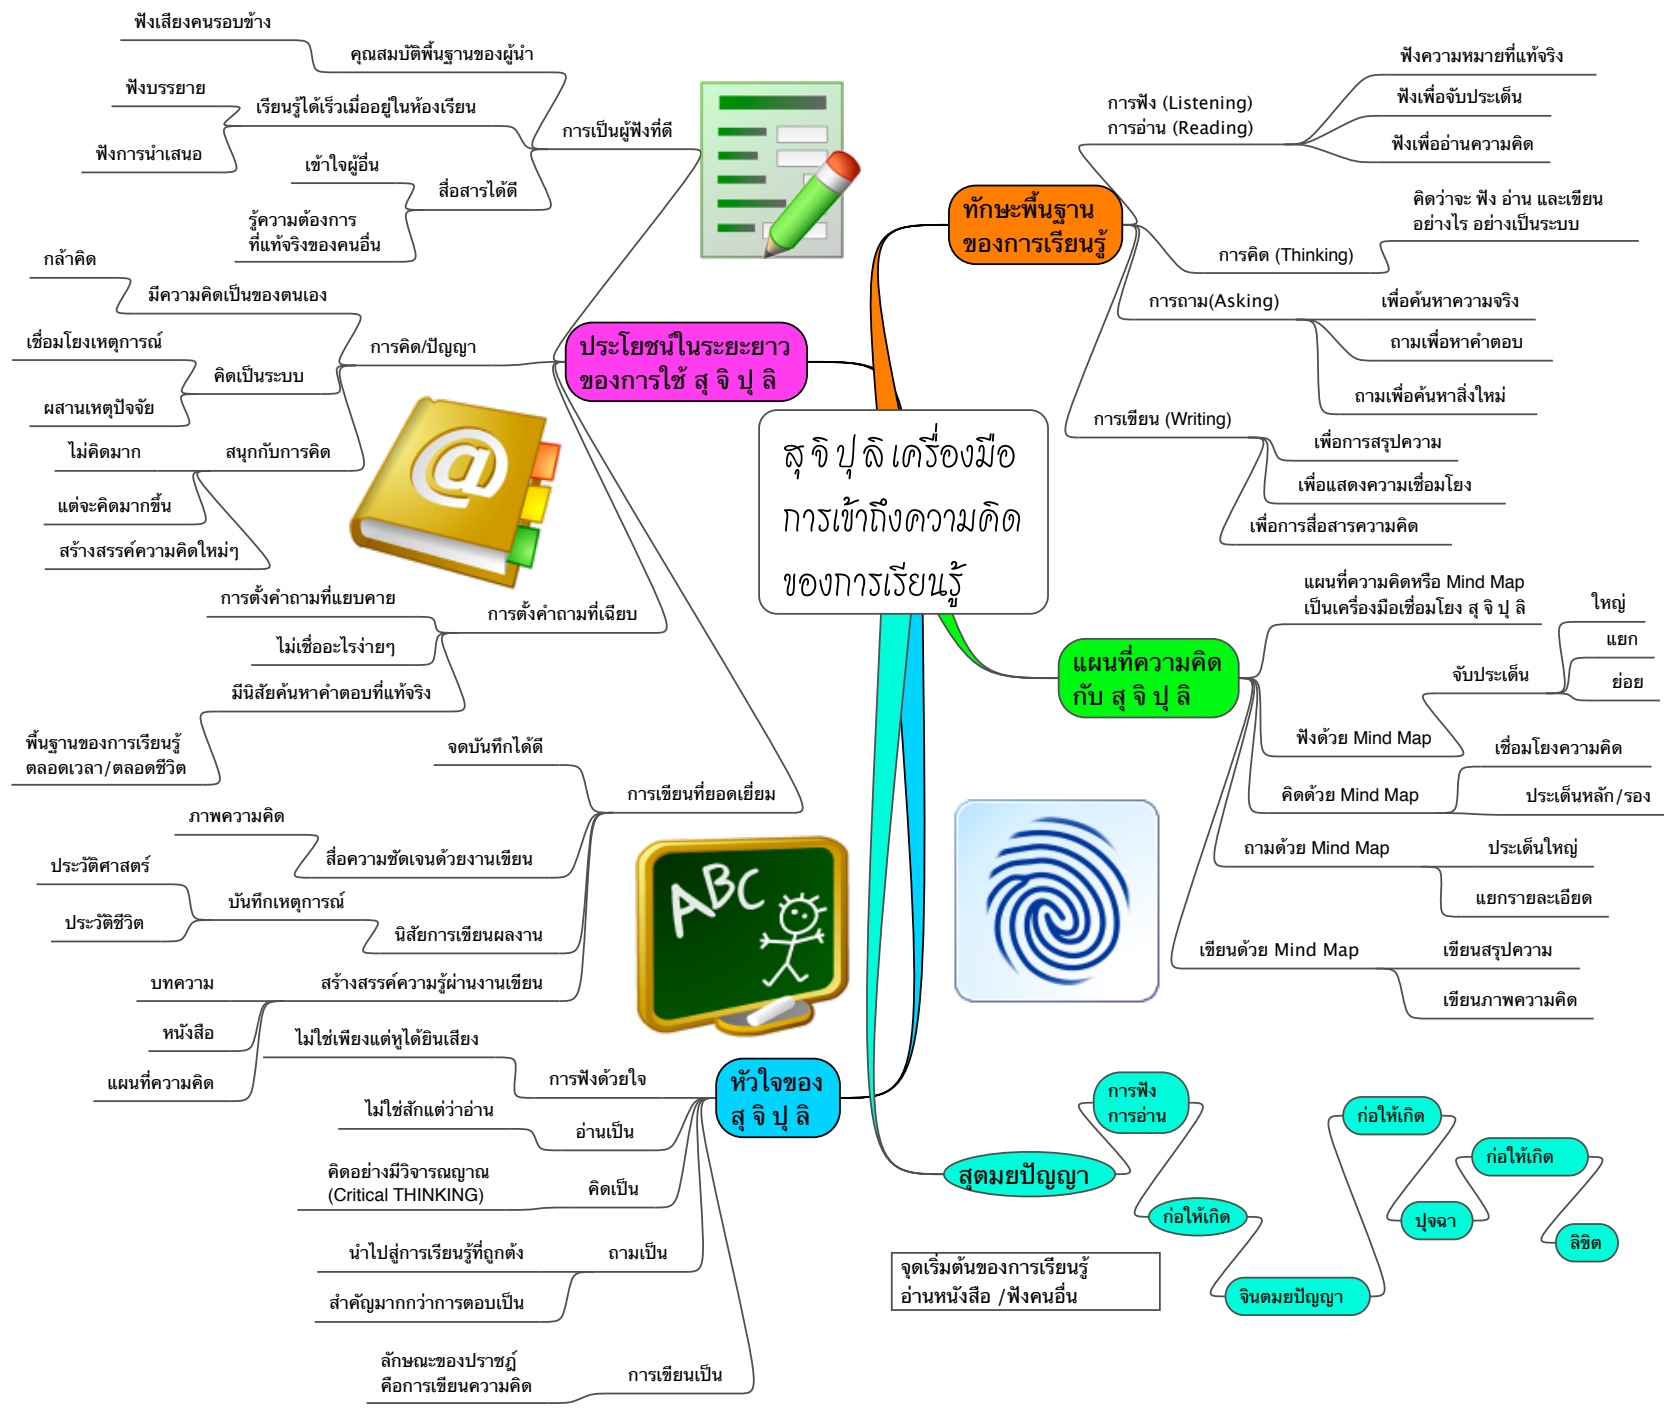 สุ จิ ปุ ลิ เครื่องมือ
การเข้าถึงความคิด
ของการเรียนรู้
ทักษะพื้นฐาน
ของการเรียนรู้
การฟัง (Listening)
การอ่าน (Reading)
ฟังความหมายที่แท้จริง
ฟังเพื่อจับประเด็น
ฟังเพื่ออ่านความคิด
การคิด (Thinking)
คิดว่าจะ ฟัง อ่าน และเขียน
อย่างไร อย่างเป็นระบบ
การถาม(Asking)
เพื่อค้นหาความจริง
ถามเพื่อหาคำตอบ
ถามเพื่อค้นหาสิ่งใหม่
การเขียน (Writing)
เพื่อการสรุปความ
เพื่อแสดงความเชื่อมโยง
เพื่อการสื่อสารความคิด
แผนที่ความคิด
กับ สุ จิ ปุ ลิ
แผนที่ความคิดหรือ Mind Map
เป็นเครื่องมือเชื่อมโยง สุ จิ ปุ ลิ
ฟังด้วย Mind Map
จับประเด็น
ใหญ่
แยก
ย่อย
คิดด้วย Mind Map
เชื่อมโยงความคิด
ประเด็นหลัก/รอง
ถามด้วย Mind Map
ประเด็นใหญ่
แยกรายละเอียด
เขียนด้วย Mind Map
เขียนสรุปความ
เขียนภาพความคิด
สุตมยปัญญา
การฟัง
การอ่าน
ก่อให้เกิด
จินตมยปัญญา
ก่อให้เกิด
ปุจฉา
ก่อให้เกิด
ลิขิต
จุดเริ่มต้นของการเรียนรู้
อ่านหนังสือ /ฟังคนอื่น
หัวใจของ
สุ จิ ปุ ลิ
การฟังด้วยใจ
ไม่ใช่เพียงแต่หูได้ยินเสียง
อ่านเป็น
ไม่ใช่สักแต่ว่าอ่าน
คิดเป็น
คิดอย่างมีวิจารณญาณ
(Critical THINKING)
ถามเป็น
นำไปสู่การเรียนรู้ที่ถูกต้ง
สำคัญมากกว่าการตอบเป็น
การเขียนเป็น
ลักษณะของปราชฎ์
คือการเขียนความคิด
ประโยชน์ในระยะยาว
ของการใช้ สุ จิ ปุ ลิ
การเป็นผู้ฟังที่ดี
คุณสมบัติพื้นฐานของผู้นำ
ฟังเสียงคนรอบข้าง
เรียนรู้ได้เร็วเมื่ออยู่ในห้องเรียน
ฟังบรรยาย
ฟังการนำเสนอ
สื่อสารได้ดี
เข้าใจผู้อื่น
รู้ความต้องการ
ที่แท้จริงของคนอื่น
การคิด/ปัญญา
มีความคิดเป็นของตนเอง
กล้าคิด
คิดเป็นระบบ
เชื่อมโยงเหตุการณ์
ผสานเหตุปัจจัย
สนุกกับการคิด
ไม่คิดมาก
แต่จะคิดมากขึ้น
สร้างสรรค์ความคิดใหม่ๆ
การตั้งคำถามที่เฉียบ
การตั้งคำถามที่แยบคาย
ไม่เชื่ออะไรง่ายๆ
มีนิสัยค้นหาคำตอบที่แท้จริง
พื้นฐานของการเรียนรู้
ตลอดเวลา/ตลอดชีวิต
การเขียนที่ยอดเยี่ยม
จดบันทึกได้ดี
สื่อความชัดเจนด้วยงานเขียน
ภาพความคิด
นิสัยการเขียนผลงาน
บันทึกเหตุการณ์
ประวัติศาสตร์
ประวัติชีวิต
สร้างสรรค์ความรู้ผ่านงานเขียน
บทความ
หนังสือ
แผนที่ความคิด
ABC
@